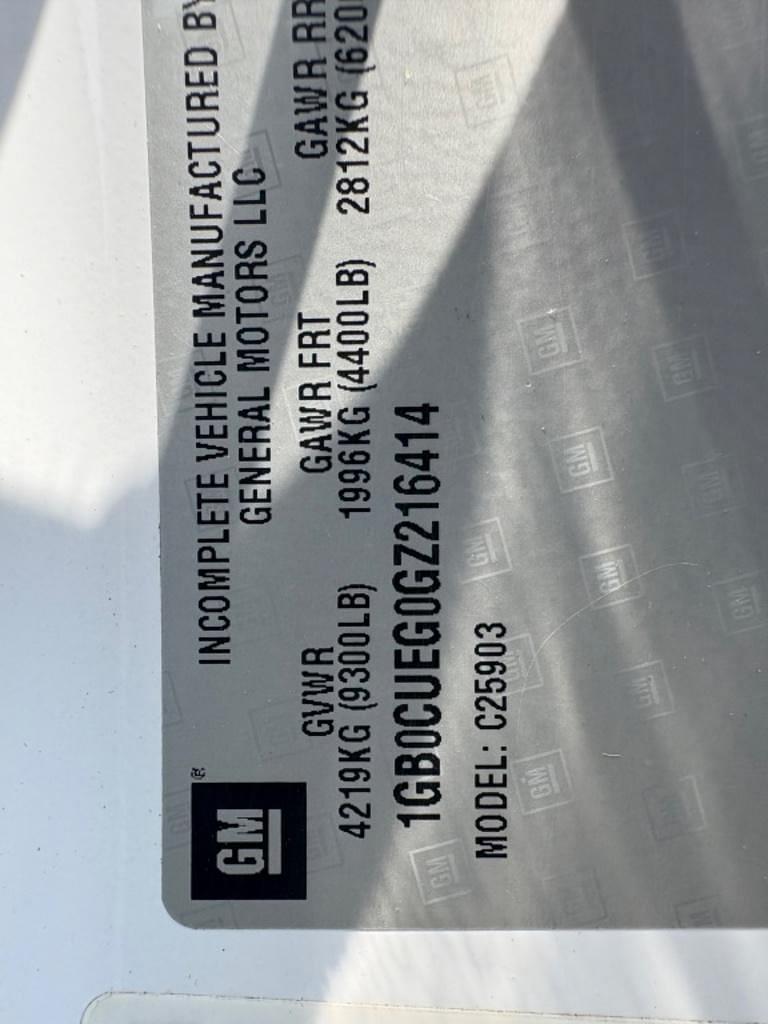 GM®
INCOMPLETE VEHICLE MANUFACTURED BY
GENERAL MOTORS LLC
GVWR GAWR FRT GAWR RR
4219KG (9300LB) 1996KG (4400LB) 2812KG (620
1GB0CUEG0GZ216414
MODEL: C25903